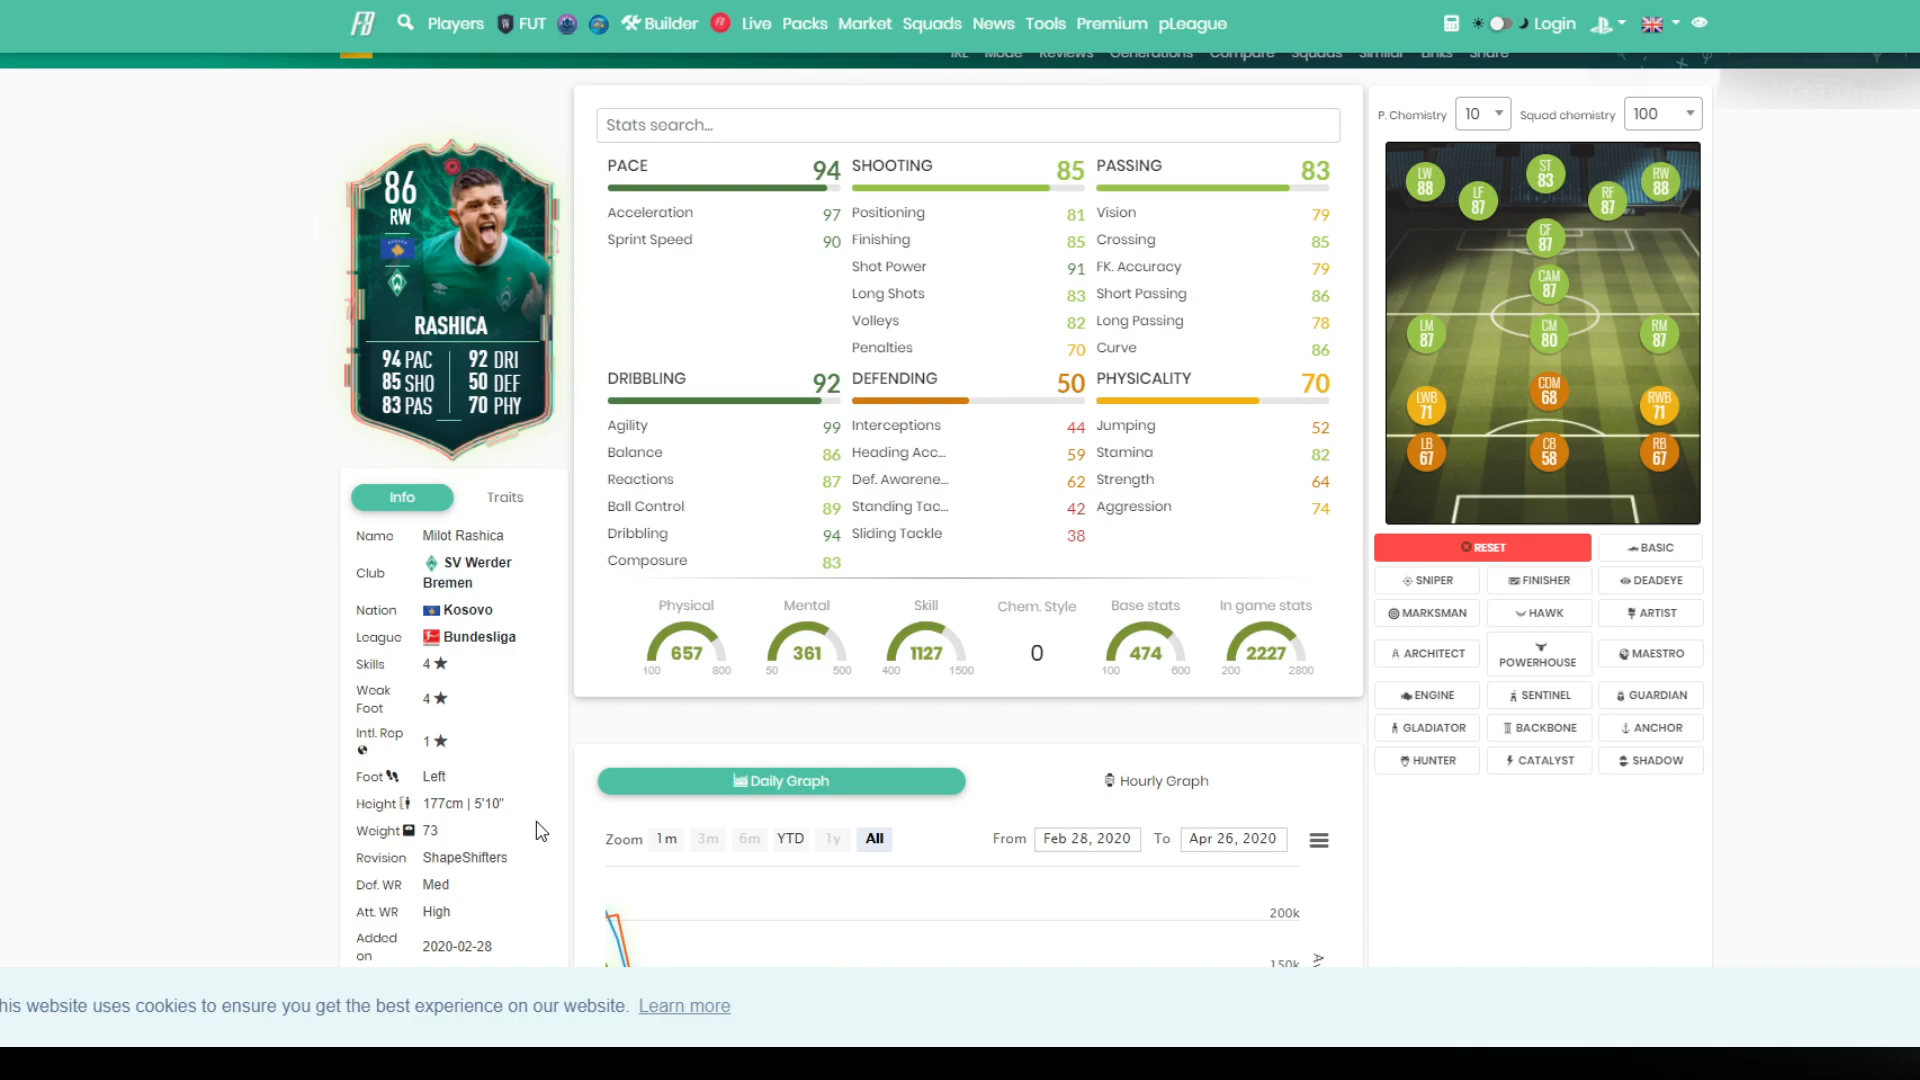 Players FUT Builder Live Packs Market Squads News Tools Premium pLeague Login
IRL Mode Reviews Generations Compare Squads Similar Links Share
86
RW
RASHICA
94 PAC 92 DRI
85 SHO 50 DEF
83 PAS 70 PHY
Info Traits
Name Milot Rashica
Club SV Werder Bremen
Nation Kosovo
League Bundesliga
Skills 4
Weak Foot 4
Intl. Rep 1
Foot Left
Height 177cm | 5'10"
Weight 73
Revision ShapeShifters
Def. WR Med
Att. WR High
Added on 2020-02-28
Stats search...
PACE 94
Acceleration 97
Sprint Speed 90
SHOOTING 85
Positioning 81
Finishing 85
Shot Power 91
Long Shots 83
Volleys 82
Penalties 70
PASSING 83
Vision 79
Crossing 85
FK. Accuracy 79
Short Passing 86
Long Passing 78
Curve 86
DRIBBLING 92
Agility 99
Balance 86
Reactions 87
Ball Control 89
Dribbling 94
Composure 83
DEFENDING 50
Interceptions 44
Heading Acc... 59
Def. Awarene... 62
Standing Tac... 42
Sliding Tackle 38
PHYSICALITY 70
Jumping 52
Stamina 82
Strength 64
Aggression 74
Physical Mental Skill Chem. Style Base stats In game stats
657 361 1127 0 474 2227
100 800 50 500 400 1500 100 600 200 2800
Daily Graph Hourly Graph
Zoom 1m 3m 6m YTD 1y All From Feb 28, 2020 To Apr 26, 2020
200k
150k
P. Chemistry 10 Squad chemistry 100
LW 88
ST 83
RW 88
LF 87
RF 87
CF 87
CAM 87
LM 87
CM 80
RM 87
LWB 71
CDM 68
RWB 71
LB 67
CB 58
RB 67
RESET BASIC
SNIPER FINISHER DEADEYE
MARKSMAN HAWK ARTIST
ARCHITECT POWERHOUSE MAESTRO
ENGINE SENTINEL GUARDIAN
GLADIATOR BACKBONE ANCHOR
HUNTER CATALYST SHADOW
his website uses cookies to ensure you get the best experience on our website. Learn more